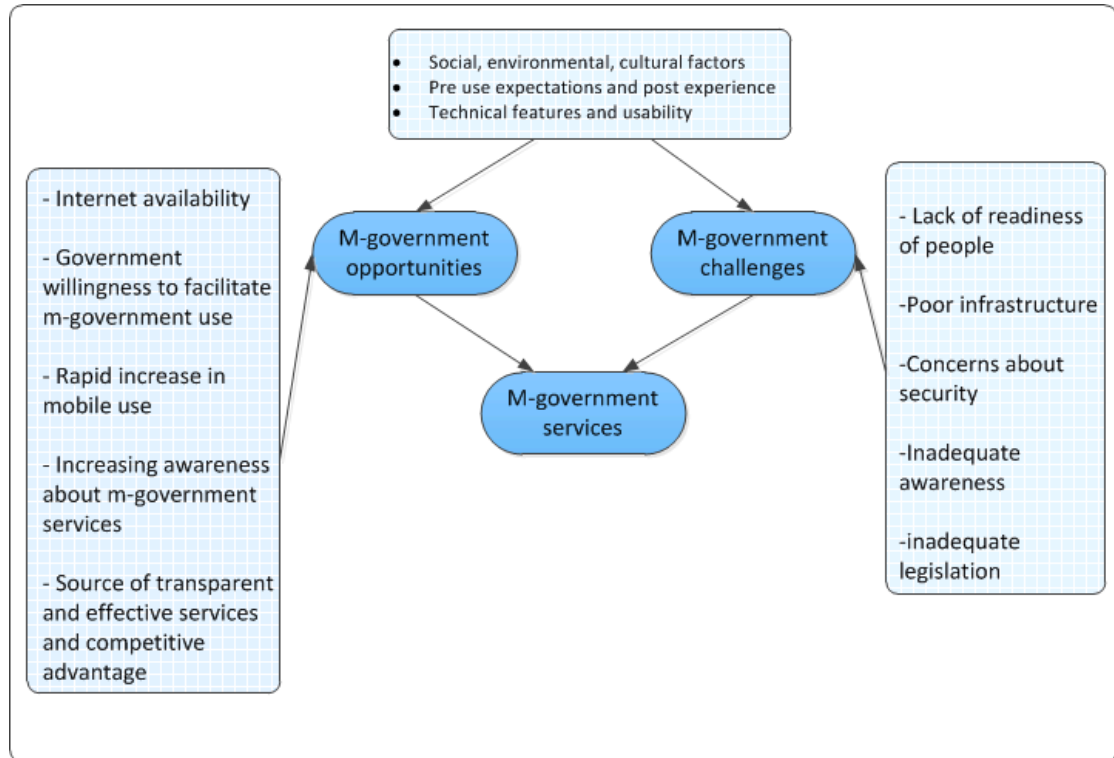 • Social, environmental, cultural factors
• Pre use expectations and post experience
• Technical features and usability
- Internet availability
- Government
willingness to facilitate
m-government use
- Rapid increase in
mobile use
- Increasing awareness
about m-government
services
- Source of transparent
and effective services
and competitive
advantage
M-government
opportunities
M-government
challenges
M-government
services
- Lack of readiness
of people
-Poor infrastructure
-Concerns about
security
-Inadequate
awareness
-inadequate
legislation